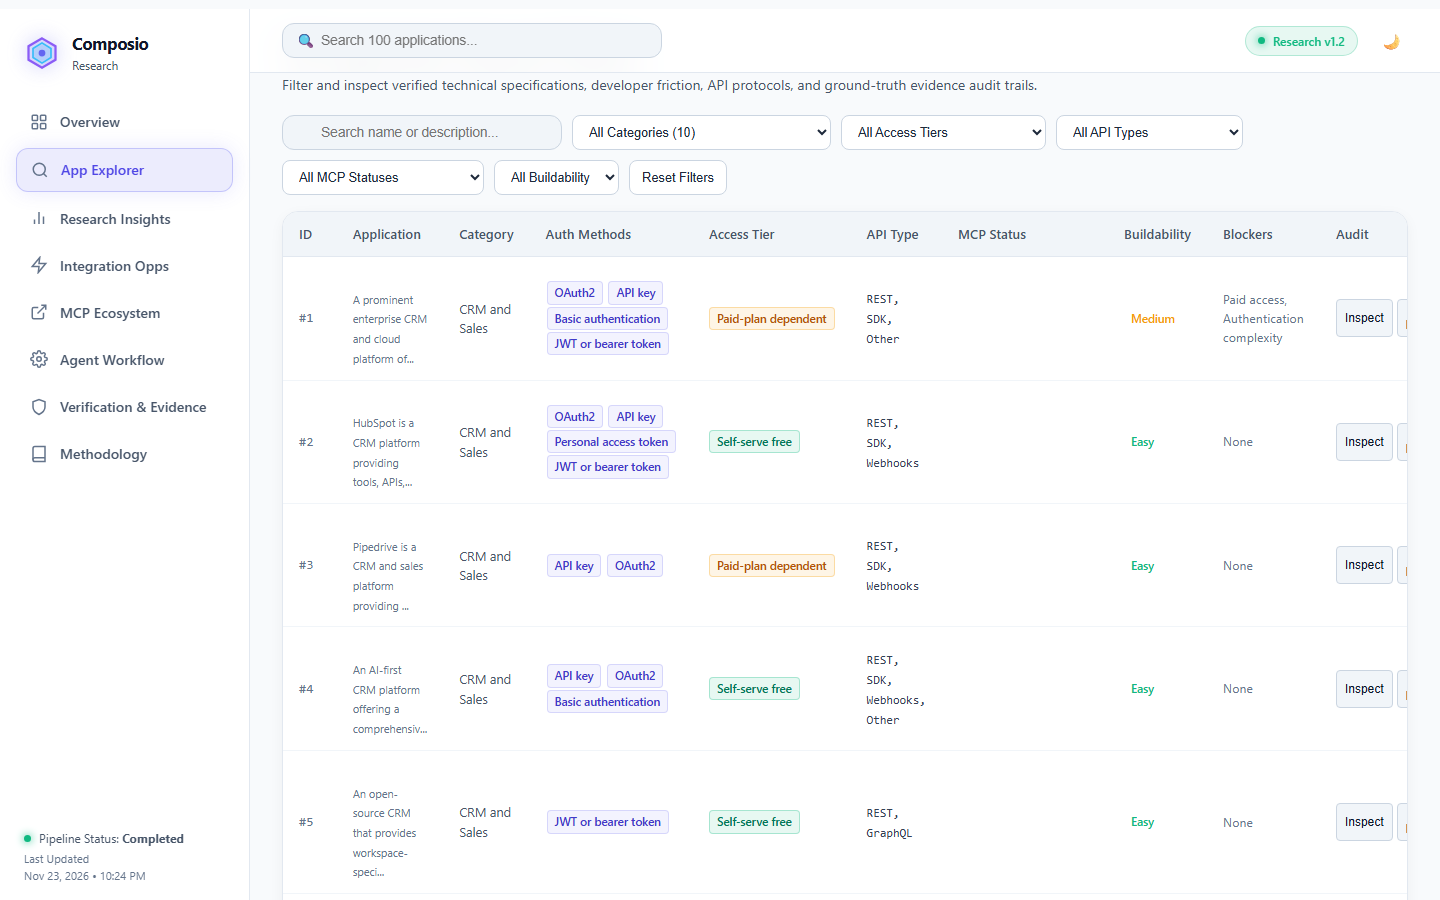 Composio
Research
Search 100 applications...
Research v1.2
Overview
App Explorer
Research Insights
Integration Opps
MCP Ecosystem
Agent Workflow
Verification & Evidence
Methodology
Pipeline Status: Completed
Last Updated
Nov 23, 2026 • 10:24 PM
Filter and inspect verified technical specifications, developer friction, API protocols, and ground-truth evidence audit trails.
Search name or description...
All Categories (10)
All Access Tiers
All API Types
All MCP Statuses
All Buildability
Reset Filters
ID Application Category Auth Methods Access Tier API Type MCP Status Buildability Blockers Audit
#1
A prominent
enterprise CRM
and cloud
platform of...
CRM and
Sales
OAuth2 API key
Basic authentication
JWT or bearer token
Paid-plan dependent
REST,
SDK,
Other
Medium
Paid access,
Authentication
complexity
Inspect
#2
HubSpot is a
CRM platform
providing
tools, APIs,...
CRM and
Sales
OAuth2 API key
Personal access token
JWT or bearer token
Self-serve free
REST,
SDK,
Webhooks
Easy
None
Inspect
#3
Pipedrive is a
CRM and sales
platform
providing ...
CRM and
Sales
API key OAuth2
Paid-plan dependent
REST,
SDK,
Webhooks
Easy
None
Inspect
#4
An AI-first
CRM platform
offering a
comprehensiv...
CRM and
Sales
API key OAuth2
Basic authentication
Self-serve free
REST,
SDK,
Webhooks,
Other
Easy
None
Inspect
#5
An open-
source CRM
that provides
workspace-
speci...
CRM and
Sales
JWT or bearer token
Self-serve free
REST,
GraphQL
Easy
None
Inspect